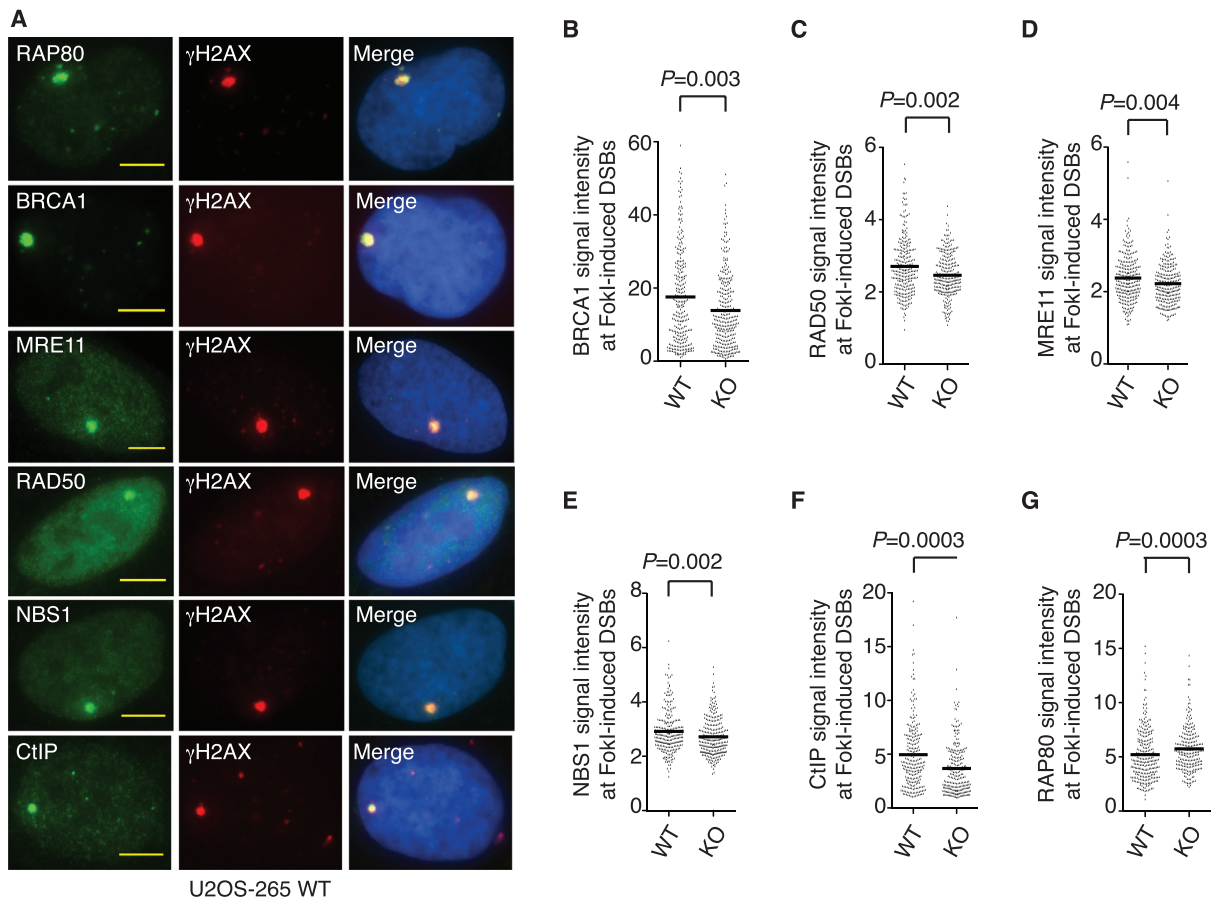 A
RAP80 γH2AX Merge
BRCA1 γH2AX Merge
MRE11 γH2AX Merge
RAD50 γH2AX Merge
NBS1 γH2AX Merge
CtIP γH2AX Merge
U2OS-265 WT
B
P=0.003
BRCA1 signal intensity
at FokI-induced DSBs
60
40
20
0
WT KO
C
P=0.002
RAD50 signal intensity
at FokI-induced DSBs
6
4
2
0
WT KO
D
P=0.004
MRE11 signal intensity
at FokI-induced DSBs
6
4
2
0
WT KO
E
P=0.002
NBS1 signal intensity
at FokI-induced DSBs
8
6
4
2
0
WT KO
F
P=0.0003
CtIP signal intensity
at FokI-induced DSBs
20
15
10
5
0
WT KO
G
P=0.0003
RAP80 signal intensity
at FokI-induced DSBs
20
15
10
5
0
WT KO